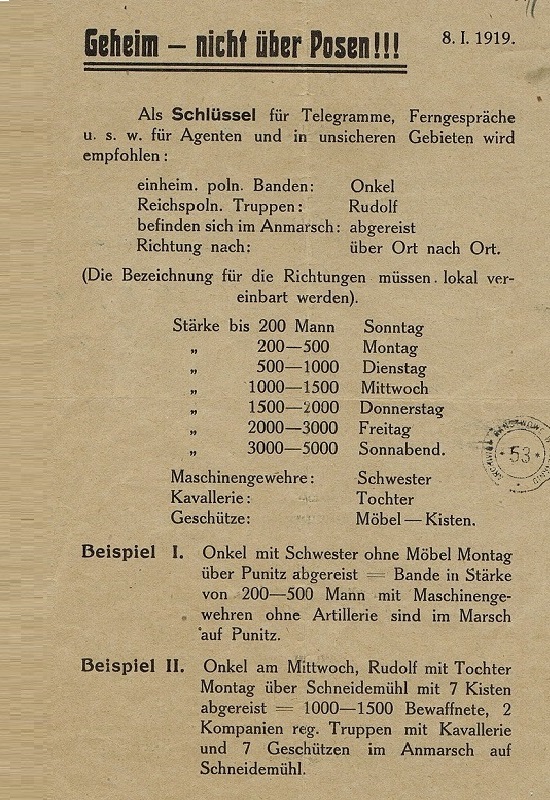 Geheim — nicht über Posen!!! 8. I. 1919.
Als Schlüssel für Telegramme, Ferngespräche
u. s. w. für Agenten und in unsicheren Gebieten wird
empfohlen:
einheim. poln. Banden: Onkel
Reichspoln. Truppen: Rudolf
befinden sich im Anmarsch: abgereist
Richtung nach: über Ort nach Ort.
(Die Bezeichnung für die Richtungen müssen lokal ver-
einbart werden).
Stärke bis 200 Mann Sonntag
„ 200—500 Montag
„ 500—1000 Dienstag
„ 1000—1500 Mittwoch
„ 1500—2000 Donnerstag
„ 2000—3000 Freitag
„ 3000—5000 Sonnabend.
Maschinengewehre: Schwester
Kavallerie: Tochter
Geschütze: Möbel — Kisten.
Beispiel I. Onkel mit Schwester ohne Möbel Montag
über Punitz abgereist = Bande in Stärke
von 200—500 Mann mit Maschinenge-
wehren ohne Artillerie sind im Marsch
auf Punitz.
Beispiel II. Onkel am Mittwoch, Rudolf mit Tochter
Montag über Schneidemühl mit 7 Kisten
abgereist = 1000—1500 Bewaffnete, 2
Kompanien reg. Truppen mit Kavallerie
und 7 Geschützen im Anmarsch auf
Schneidemühl.
53